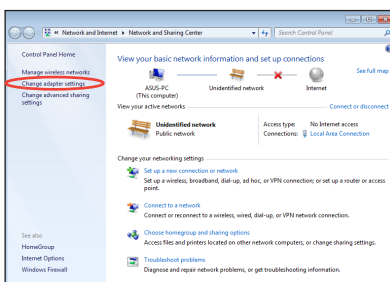 « Network and Internet ▸ Network and Sharing Center
Search Control Panel
Control Panel Home
Manage wireless networks
Change adapter settings
Change advanced sharing
settings
See also
HomeGroup
Internet Options
Windows Firewall
View your basic network information and set up connections
See full map
ASUS-PC
(This computer)
Unidentified network
Internet
View your active networks
Connect or disconnect
Unidentified network
Public network
Access type: No Internet access
Connections: Local Area Connection
Change your networking settings
Set up a new connection or network
Set up a wireless, broadband, dial-up, ad hoc, or VPN connection; or set up a router or access
point.
Connect to a network
Connect or reconnect to a wireless, wired, dial-up, or VPN network connection.
Choose homegroup and sharing options
Access files and printers located on other network computers, or change sharing settings.
Troubleshoot problems
Diagnose and repair network problems, or get troubleshooting information.